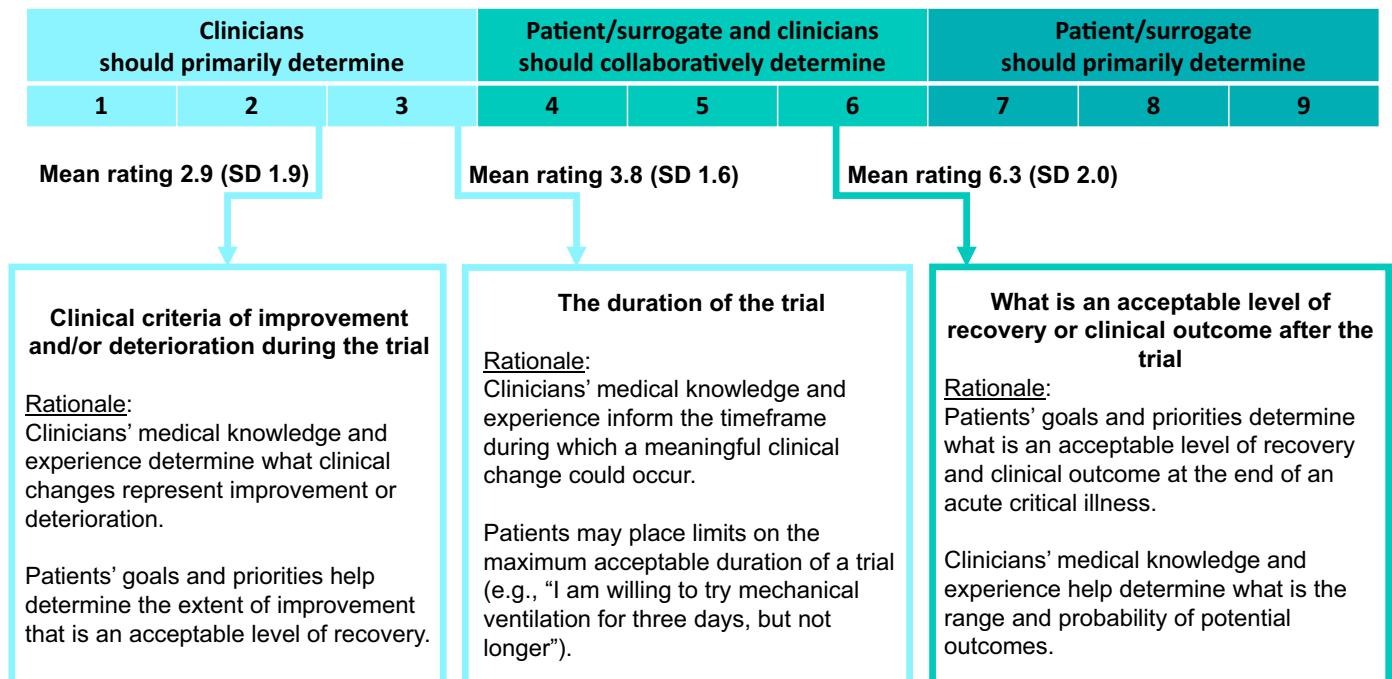 Clinicians
should primarily determine
Patient/surrogate and clinicians
should collaboratively determine
Patient/surrogate
should primarily determine
1 2 3 4 5 6 7 8 9
Mean rating 2.9 (SD 1.9)
Mean rating 3.8 (SD 1.6)
Mean rating 6.3 (SD 2.0)
Clinical criteria of improvement
and/or deterioration during the trial
Rationale:
Clinicians’ medical knowledge and
experience determine what clinical
changes represent improvement or
deterioration.
Patients’ goals and priorities help
determine the extent of improvement
that is an acceptable level of recovery.
The duration of the trial
Rationale:
Clinicians’ medical knowledge and
experience inform the timeframe
during which a meaningful clinical
change could occur.
Patients may place limits on the
maximum acceptable duration of a trial
(e.g., “I am willing to try mechanical
ventilation for three days, but not
longer”).
What is an acceptable level of
recovery or clinical outcome after the
trial
Rationale:
Patients’ goals and priorities determine
what is an acceptable level of recovery
and clinical outcome at the end of an
acute critical illness.
Clinicians’ medical knowledge and
experience help determine what is the
range and probability of potential
outcomes.